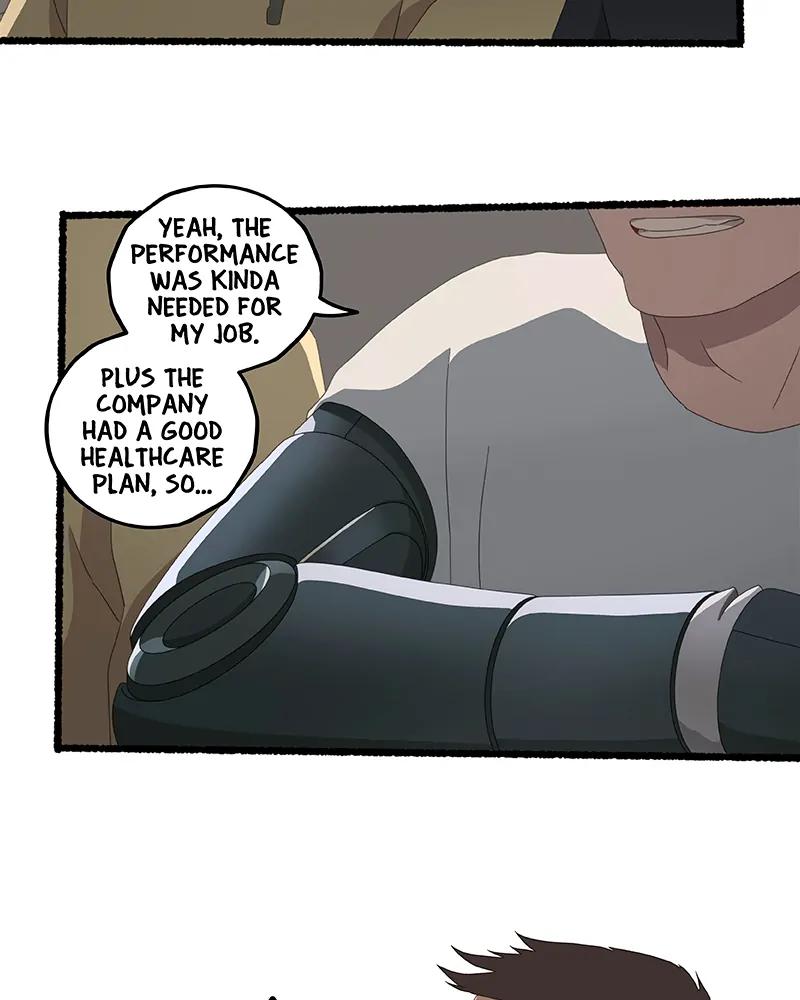 YEAH, THE
PERFORMANCE
WAS KINDA
NEEDED FOR
MY JOB.
PLUS THE
COMPANY
HAD A GOOD
HEALTHCARE
PLAN, SO...